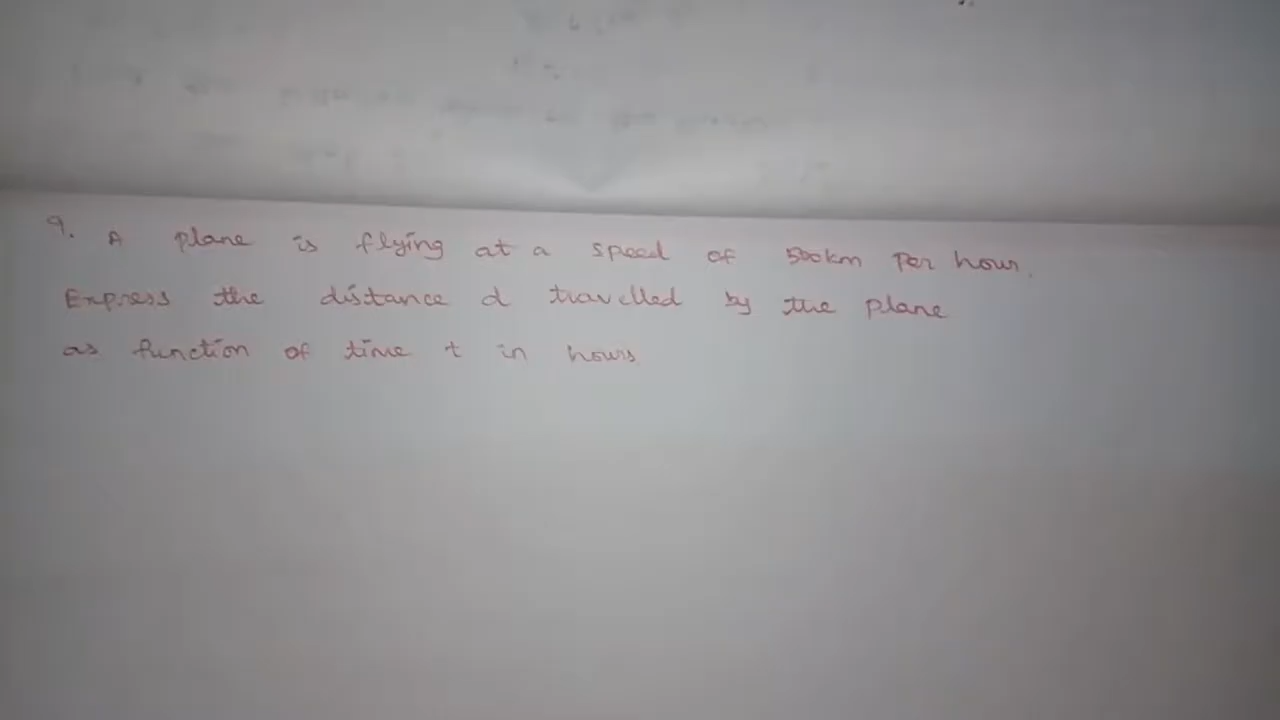 9. A plane is flying at a speed of 500km Per hour.
Express the distance d travelled by the plane
as function of time t in hours.